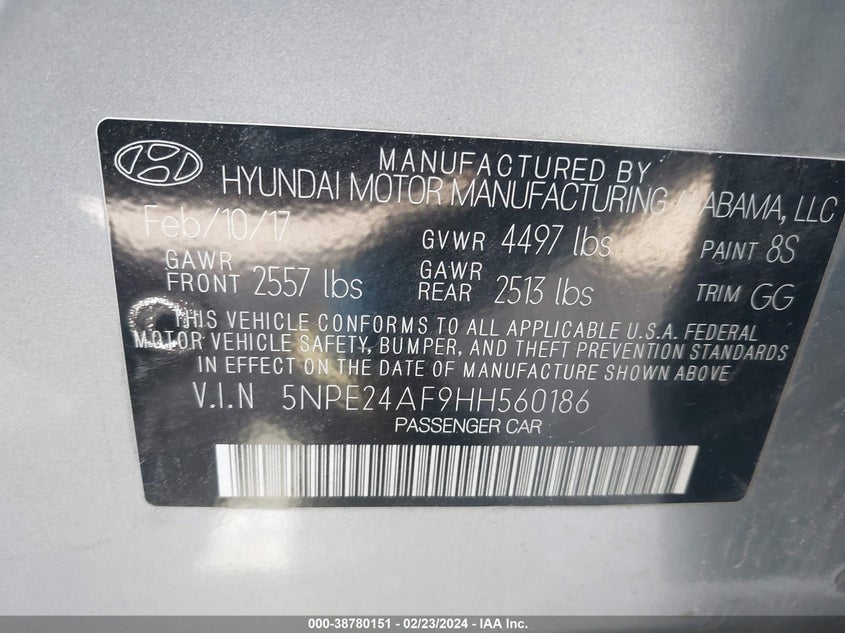 MANUFACTURED BY
HYUNDAI MOTOR MANUFACTURING ALABAMA, LLC
Feb/10/17 GVWR 4497 lbs PAINT 8S
GAWR FRONT 2557 lbs GAWR REAR 2513 lbs TRIM GG
THIS VEHICLE CONFORMS TO ALL APPLICABLE U.S.A. FEDERAL
MOTOR VEHICLE SAFETY, BUMPER, AND THEFT PREVENTION STANDARDS
IN EFFECT ON THE DATE OF MANUFACTURE SHOWN ABOVE
V.I.N 5NPE24AF9HH560186
PASSENGER CAR
000-38780151 - 02/23/2024 - IAA Inc.